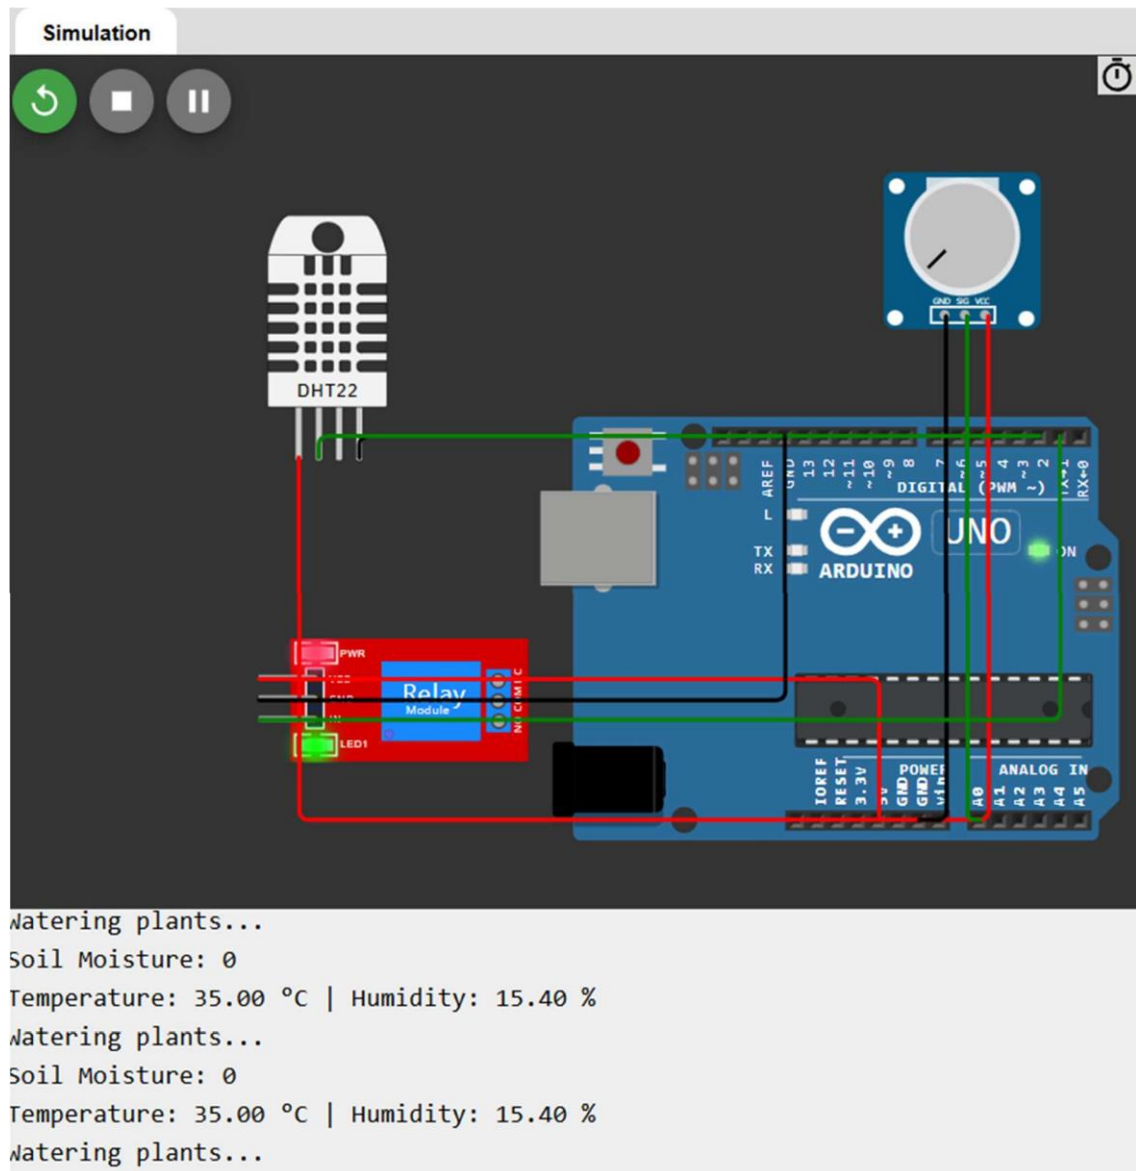 Simulation
GND SIG VCC
DHT22
AREF
GND
13
12
~11
~10
~9
8
7
~6
~5
4
~3
2
TX→1
RX←0
DIGITAL (PWM ~)
L
TX
RX
UNO
ARDUINO
ON
PWR
Relay
Module
NO COM
LED1
IOREF
RESET
3.3V
5V
GND
GND
Vin
POWER
ANALOG IN
A0
A1
A2
A3
A4
A5
Watering plants...
Soil Moisture: 0
Temperature: 35.00 °C | Humidity: 15.40 %
Watering plants...
Soil Moisture: 0
Temperature: 35.00 °C | Humidity: 15.40 %
Watering plants...